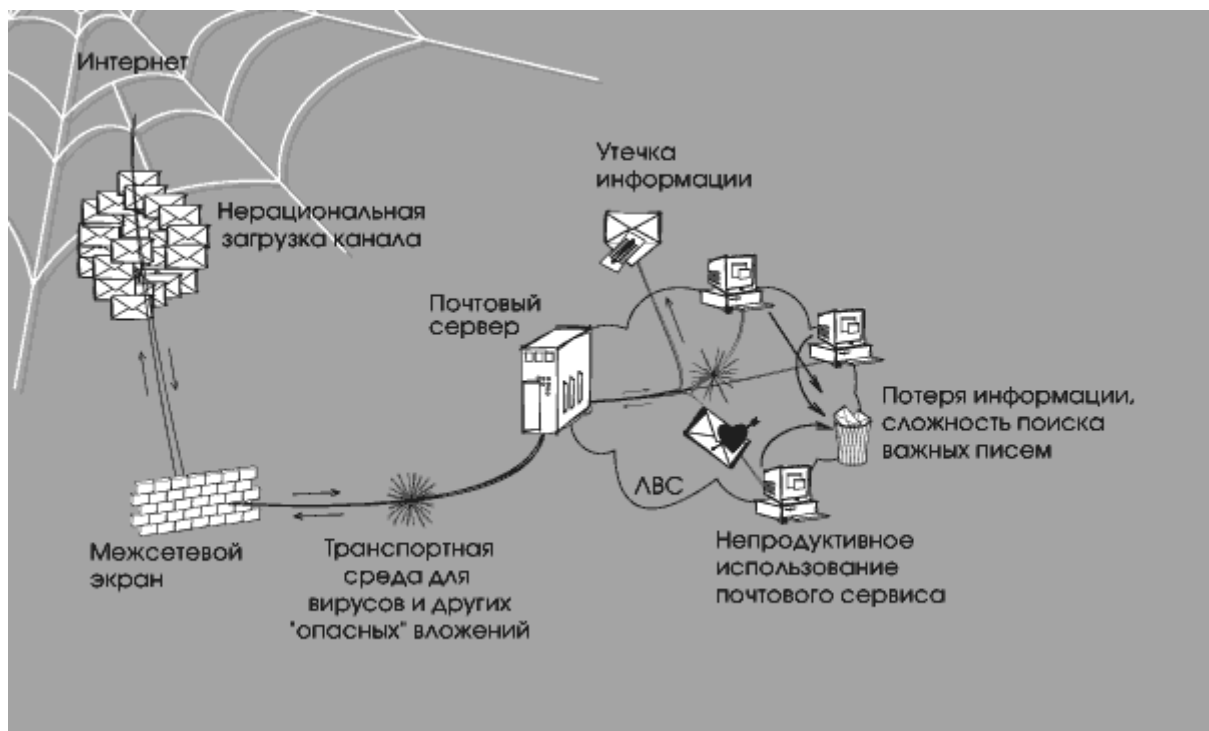 Интернет
Нерациональная
загрузка канала
Утечка
информации
Почтовый
сервер
Потеря информации,
сложность поиска
важных писем
ЛВС
Межсетевой
экран
Транспортная
среда для
вирусов и других
"опасных" вложений
Непродуктивное
использование
почтового сервиса